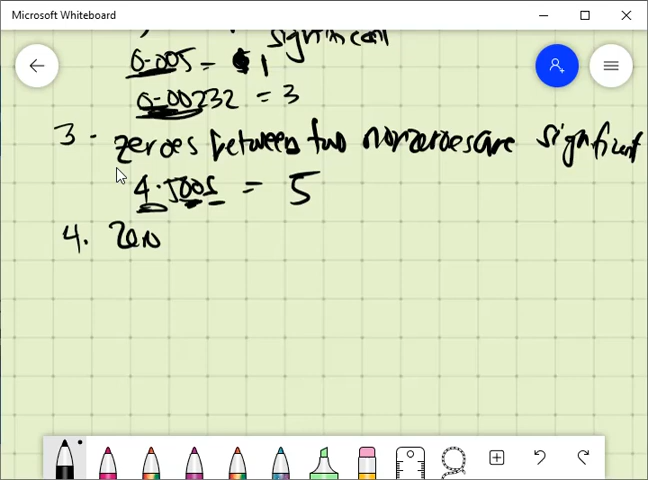 Microsoft Whiteboard
significant
0.005 = 1
0.00232 = 3
3. zeroes between two nonzeroes are significant
4.5005 = 5
4. Zero